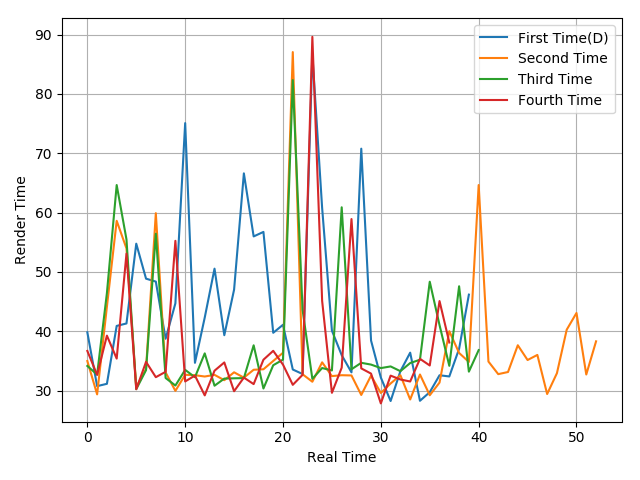 First Time(D)
Second Time
Third Time
Fourth Time
90
80
70
60
50
40
30
Render Time
0 10 20 30 40 50
Real Time